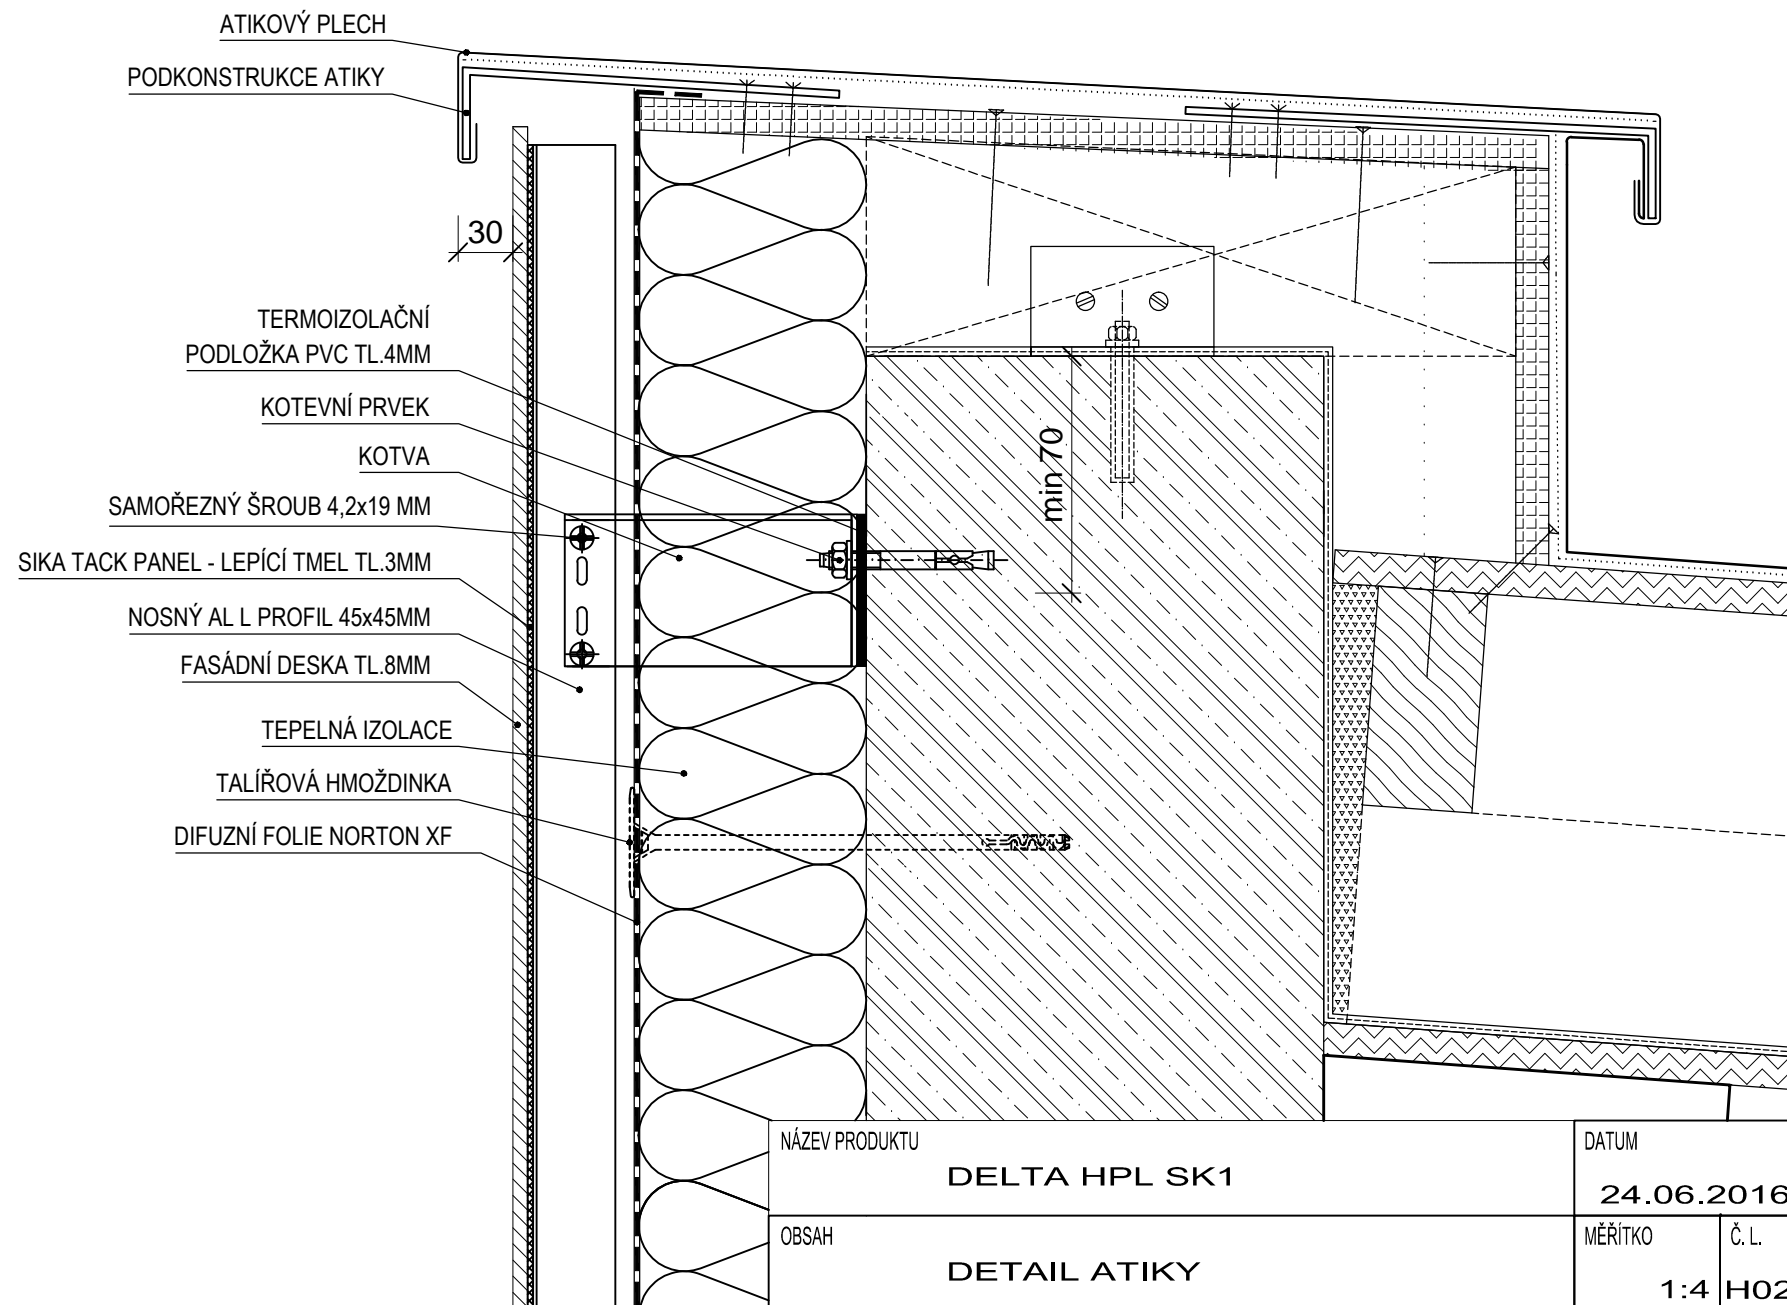 ATIKOVÝ PLECH
PODKONSTRUKCE ATIKY
30
TERMOIZOLAČNÍ
PODLOŽKA PVC TL.4MM
KOTEVNÍ PRVEK
KOTVA
SAMOŘEZNÝ ŠROUB 4,2x19 MM
SIKA TACK PANEL - LEPÍCÍ TMEL TL.3MM
NOSNÝ AL L PROFIL 45x45MM
FASÁDNÍ DESKA TL.8MM
TEPELNÁ IZOLACE
TALÍŘOVÁ HMOŽDINKA
DIFUZNÍ FOLIE NORTON XF
min 70
NÁZEV PRODUKTU
DELTA HPL SK1
DATUM
24.06.2016
OBSAH
DETAIL ATIKY
MĚŘÍTKO
1:4
Č. L.
H02